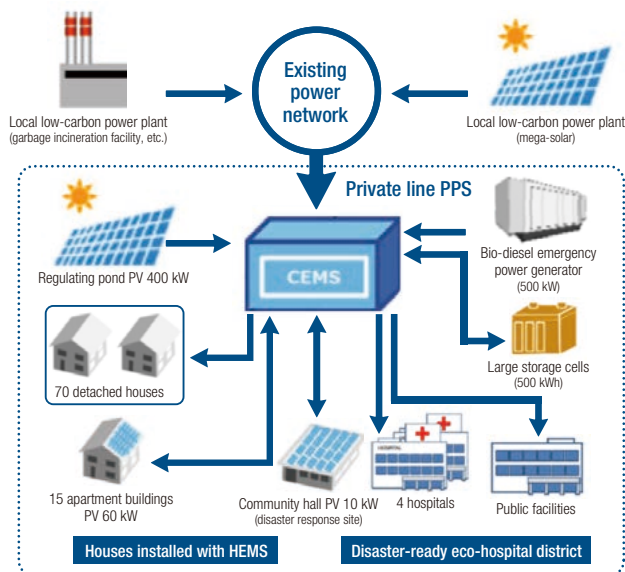 Existing
power
network
Local low-carbon power plant
(garbage incineration facility, etc.)
Local low-carbon power plant
(mega-solar)
Private line PPS
CEMS
Regulating pond PV 400 kW
Bio-diesel emergency
power generator
(500 kW)
70 detached houses
Large storage cells
(500 kWh)
HOSPITAL
15 apartment buildings
PV 60 kW
Community hall PV 10 kW
(disaster response site)
4 hospitals
Public facilities
Houses installed with HEMS
Disaster-ready eco-hospital district